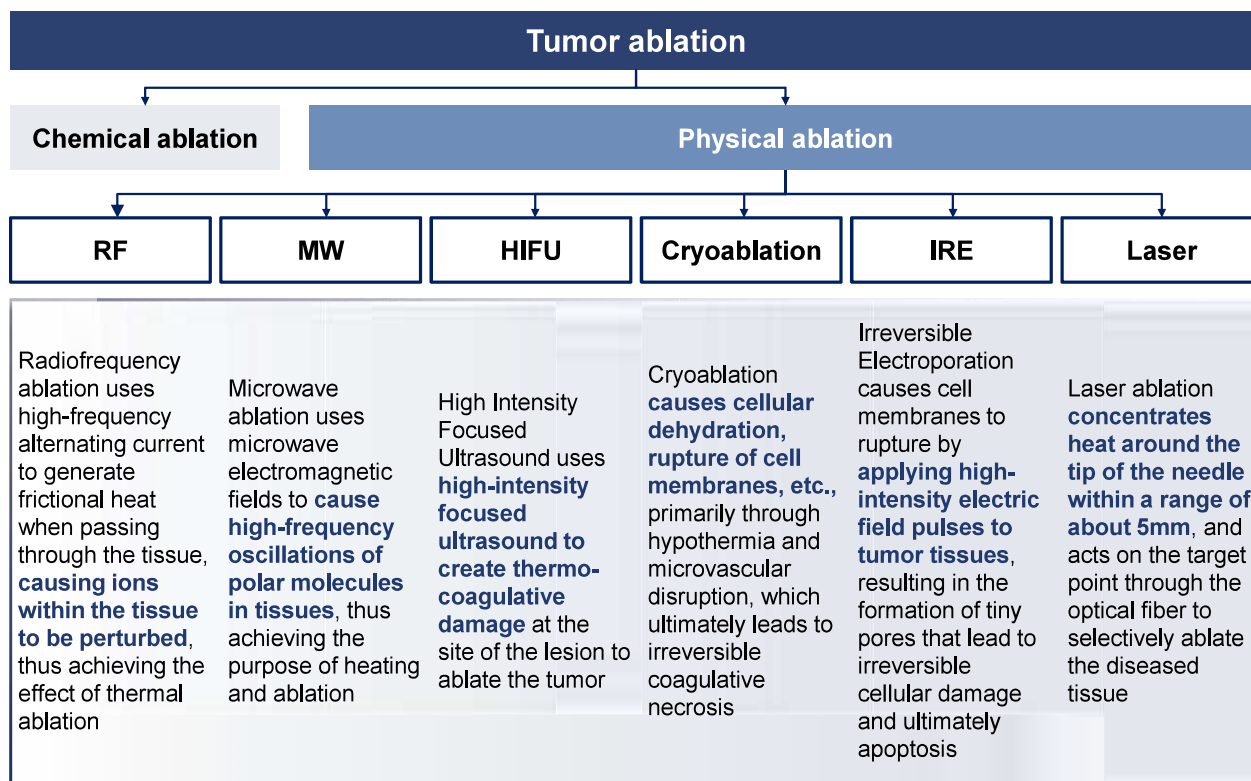 Tumor ablation
Chemical ablation
Physical ablation
RF
MW
HIFU
Cryoablation
IRE
Laser
Radiofrequency
ablation uses
high-frequency
alternating current
to generate
frictional heat
when passing
through the tissue,
causing ions
within the tissue
to be perturbed,
thus achieving the
effect of thermal
ablation
Microwave
ablation uses
microwave
electromagnetic
fields to cause
high-frequency
oscillations of
polar molecules
in tissues, thus
achieving the
purpose of heating
and ablation
High Intensity
Focused
Ultrasound uses
high-intensity
focused
ultrasound to
create thermo-
coagulative
damage at the
site of the lesion to
ablate the tumor
Cryoablation
causes cellular
dehydration,
rupture of cell
membranes, etc.,
primarily through
hypothermia and
microvascular
disruption, which
ultimately leads to
irreversible
coagulative
necrosis
Irreversible
Electroporation
causes cell
membranes to
rupture by
applying high-
intensity electric
field pulses to
tumor tissues,
resulting in the
formation of tiny
pores that lead to
irreversible
cellular damage
and ultimately
apoptosis
Laser ablation
concentrates
heat around the
tip of the needle
within a range of
about 5mm, and
acts on the target
point through the
optical fiber to
selectively ablate
the diseased
tissue